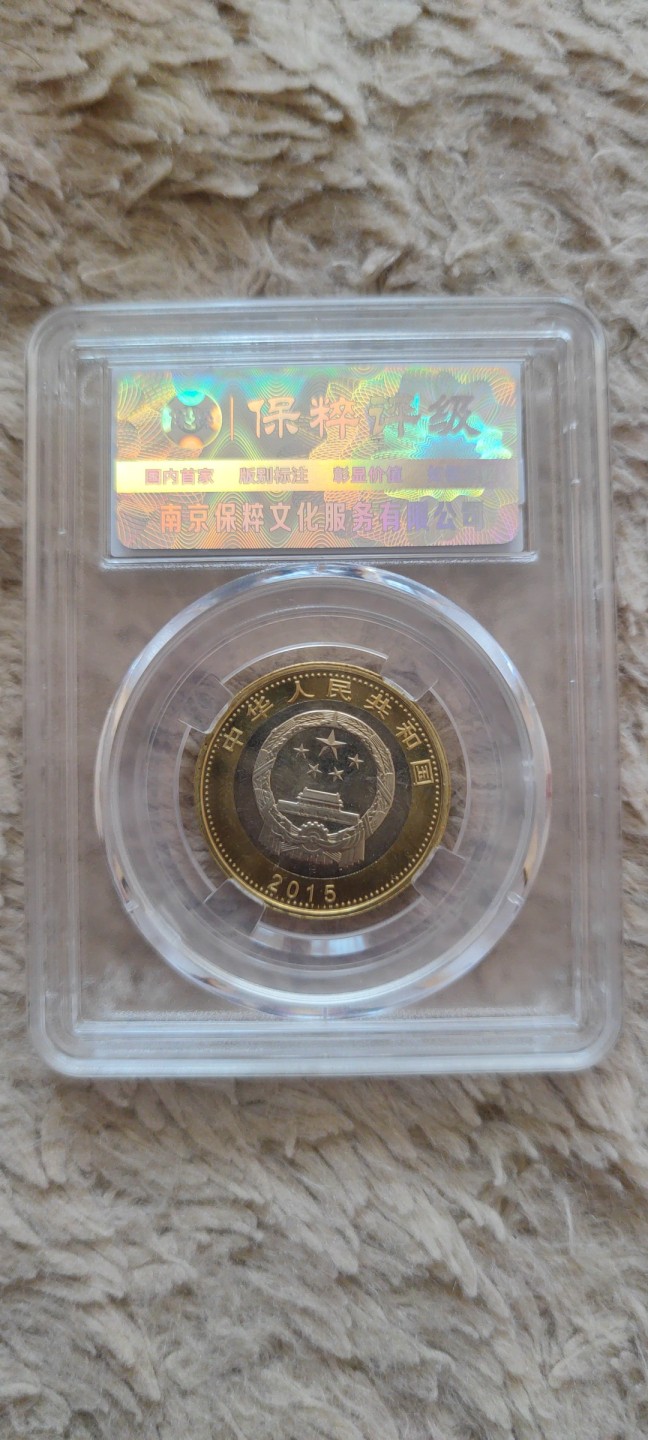 保粹评级
国内首家 版别标注 彰显价值
南京保粹文化服务有限公司
中华人民共和国
2015